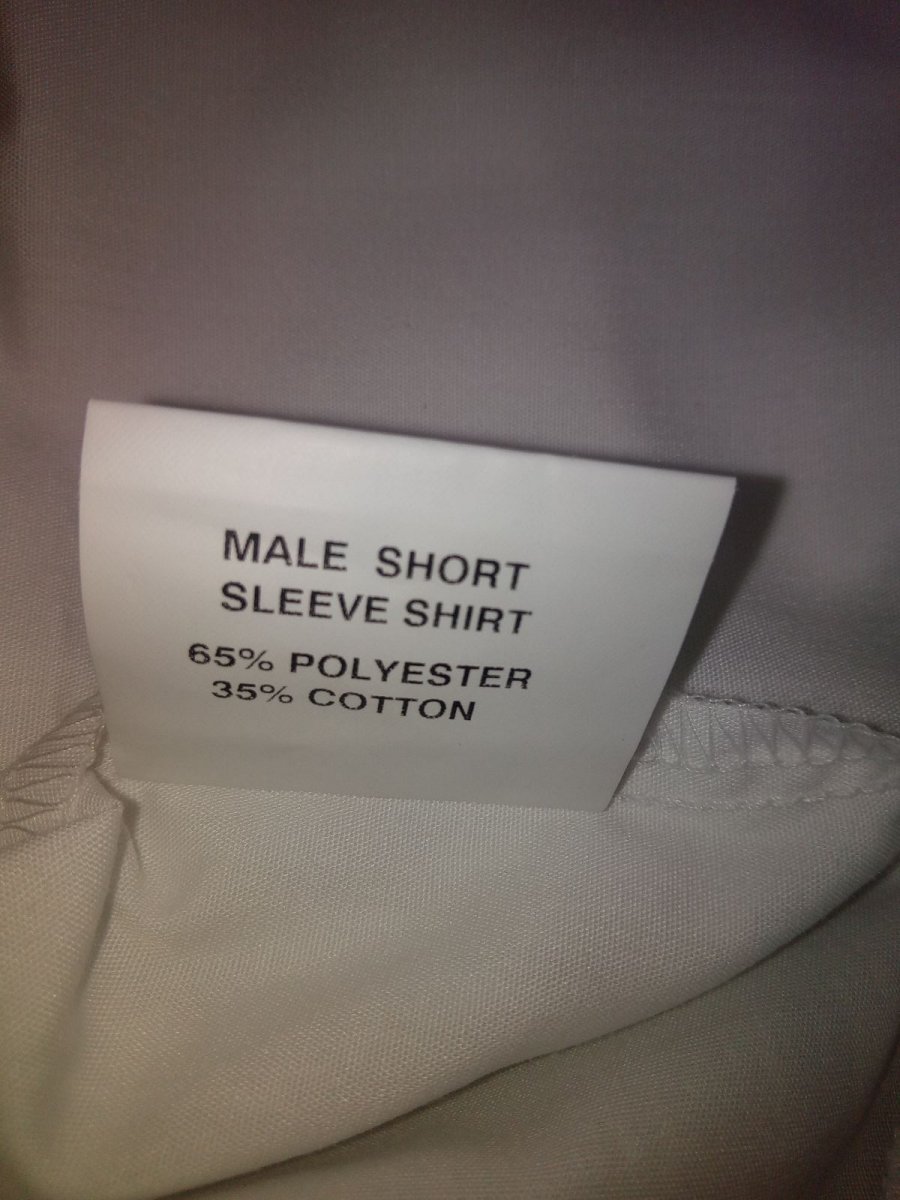 MALE SHORT
SLEEVE SHIRT
65% POLYESTER
35% COTTON